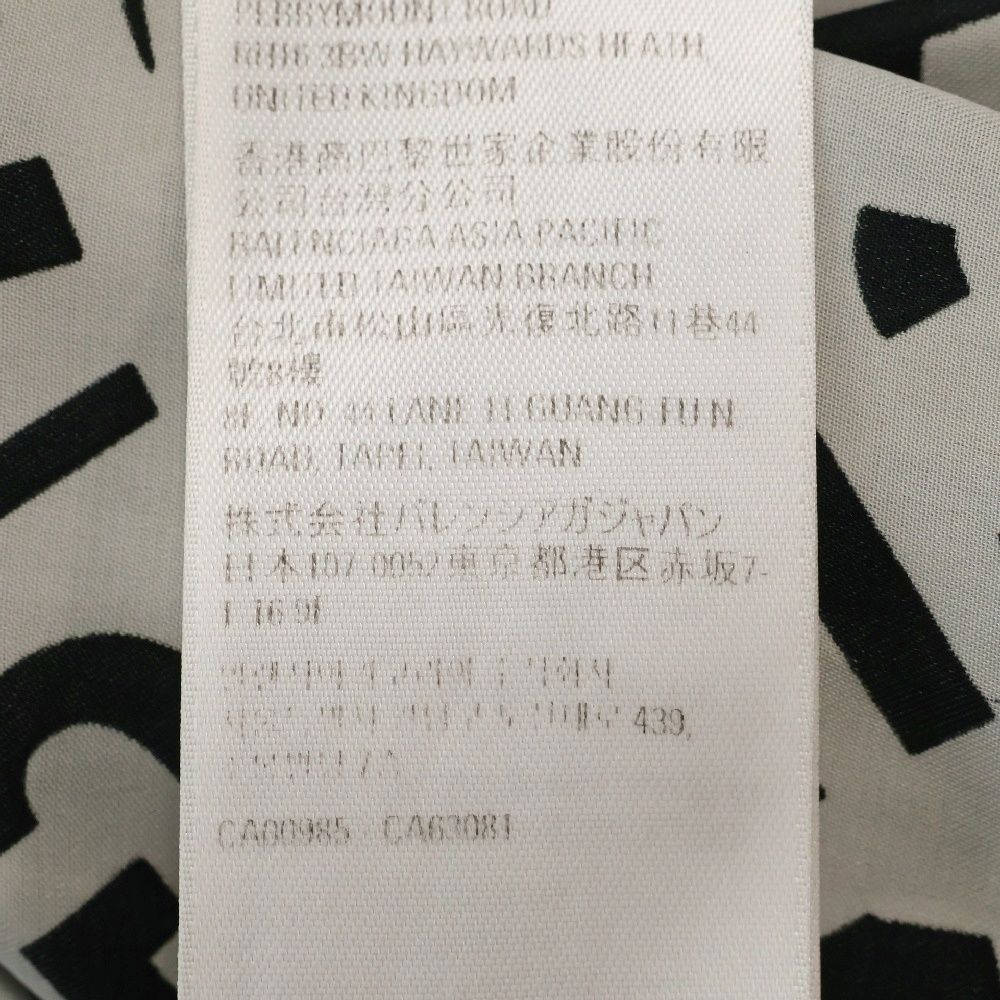 PERRYMOUNT ROAD
RH16 3BW HAYWARDS HEATH,
UNITED KINGDOM
香港商巴黎世家企業股份有限
公司台灣分公司
BALENCIAGA ASIA PACIFIC
LIMITED TAIWAN BRANCH
台北市松山區光復北路11巷44
號8樓
8F. NO. 44 LANE 11 GUANG FU N.
ROAD, TAPEI, TAIWAN
株式会社バレンシアガジャパン
日本107-0052東京都港区赤坂7-
1-16 9F
439,
CA00985 - CA63081